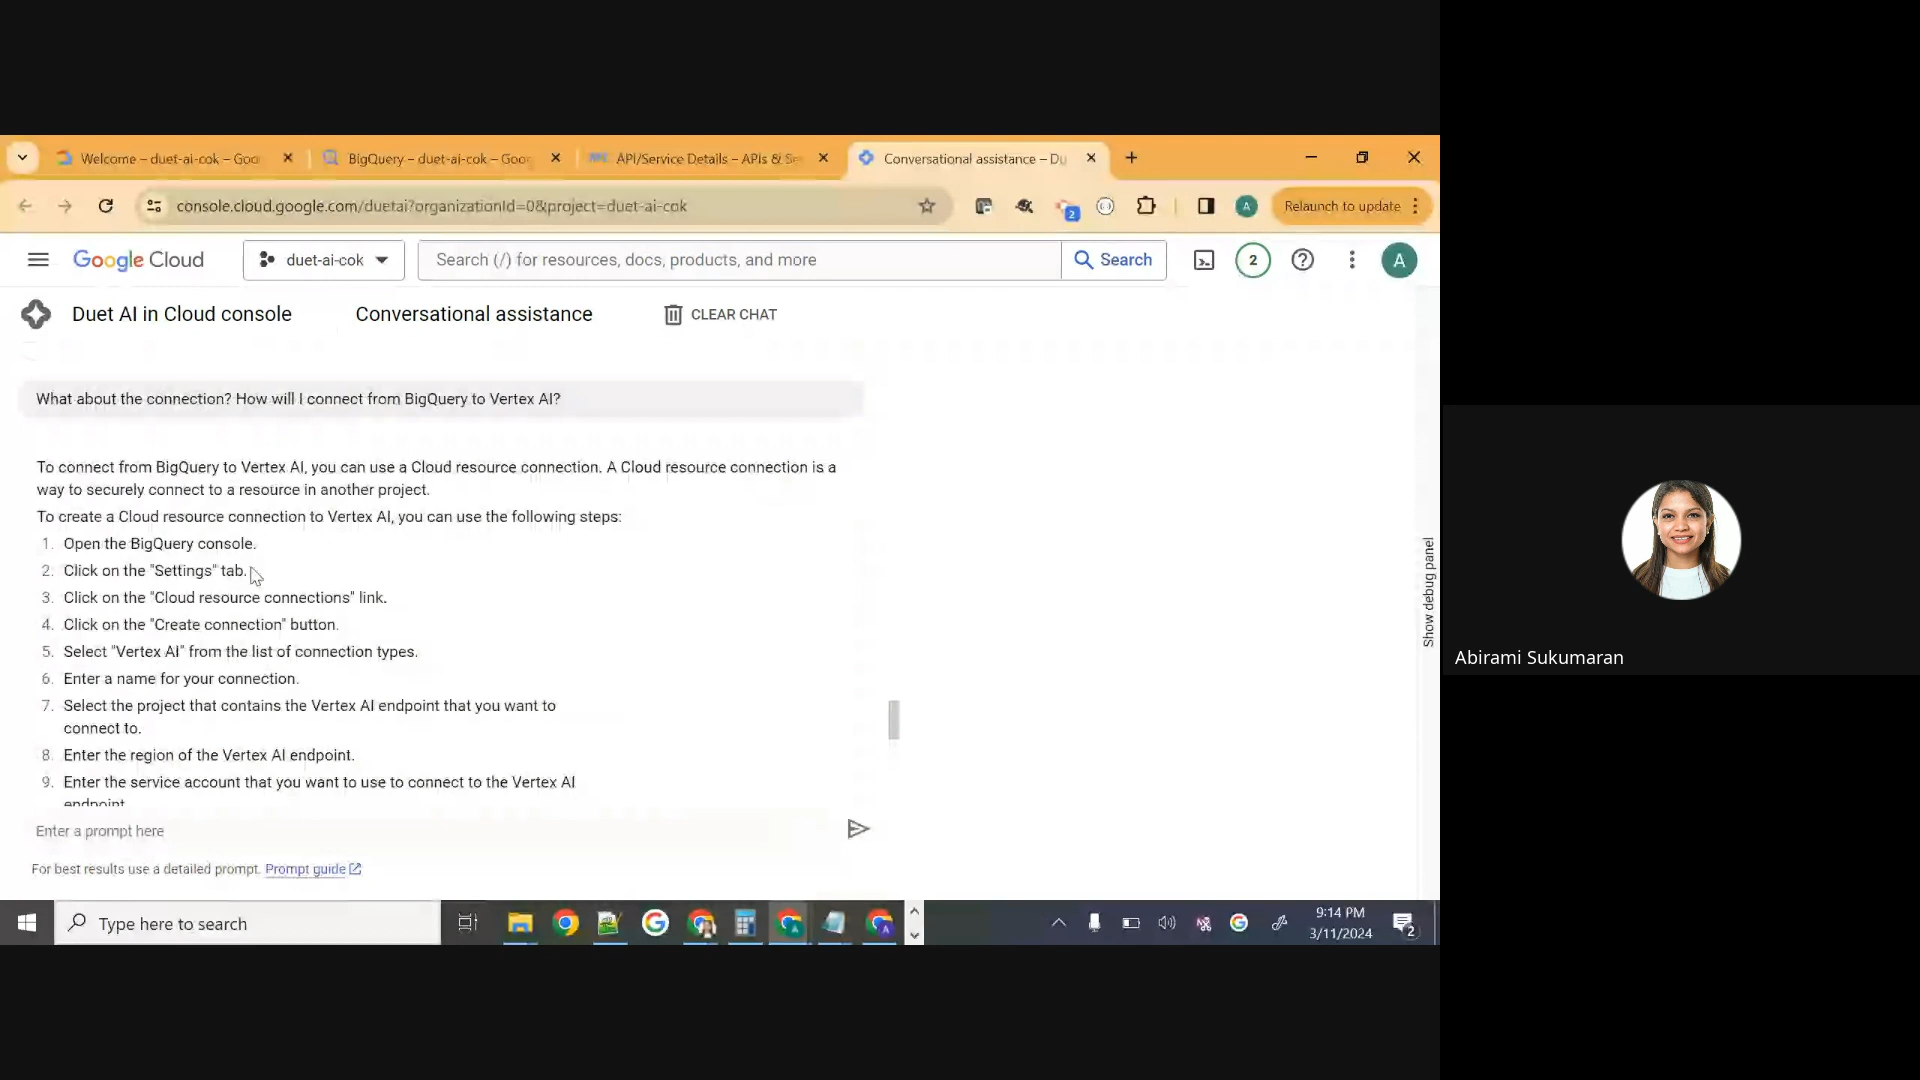 Welcome – duet-ai-cok – Goo
BigQuery – duet-ai-cok – Goog
API/Service Details – APIs & Se
Conversational assistance – Du
console.cloud.google.com/duetai?organizationId=0&project=duet-ai-cok
2
A
Relaunch to update
Google Cloud
duet-ai-cok
Search (/) for resources, docs, products, and more
Search
2
A
Duet AI in Cloud console
Conversational assistance
CLEAR CHAT
What about the connection? How will I connect from BigQuery to Vertex AI?
To connect from BigQuery to Vertex AI, you can use a Cloud resource connection. A Cloud resource connection is a
way to securely connect to a resource in another project.
To create a Cloud resource connection to Vertex AI, you can use the following steps:
1. Open the BigQuery console.
2. Click on the "Settings" tab.
3. Click on the "Cloud resource connections" link.
4. Click on the "Create connection" button.
5. Select "Vertex AI" from the list of connection types.
6. Enter a name for your connection.
7. Select the project that contains the Vertex AI endpoint that you want to
connect to.
8. Enter the region of the Vertex AI endpoint.
9. Enter the service account that you want to use to connect to the Vertex AI
endpoint
Show debug panel
Enter a prompt here
For best results use a detailed prompt. Prompt guide
Type here to search
9:14 PM
3/11/2024
2
Abirami Sukumaran